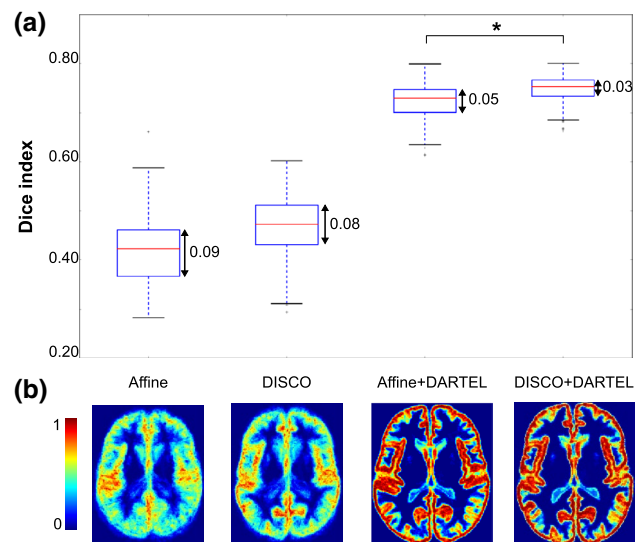 (a)
*
0.80
0.60
0.40
0.20
Dice index
0.09
0.08
0.05
0.03
Affine
DISCO
Affine+DARTEL
DISCO+DARTEL
(b)
1
0